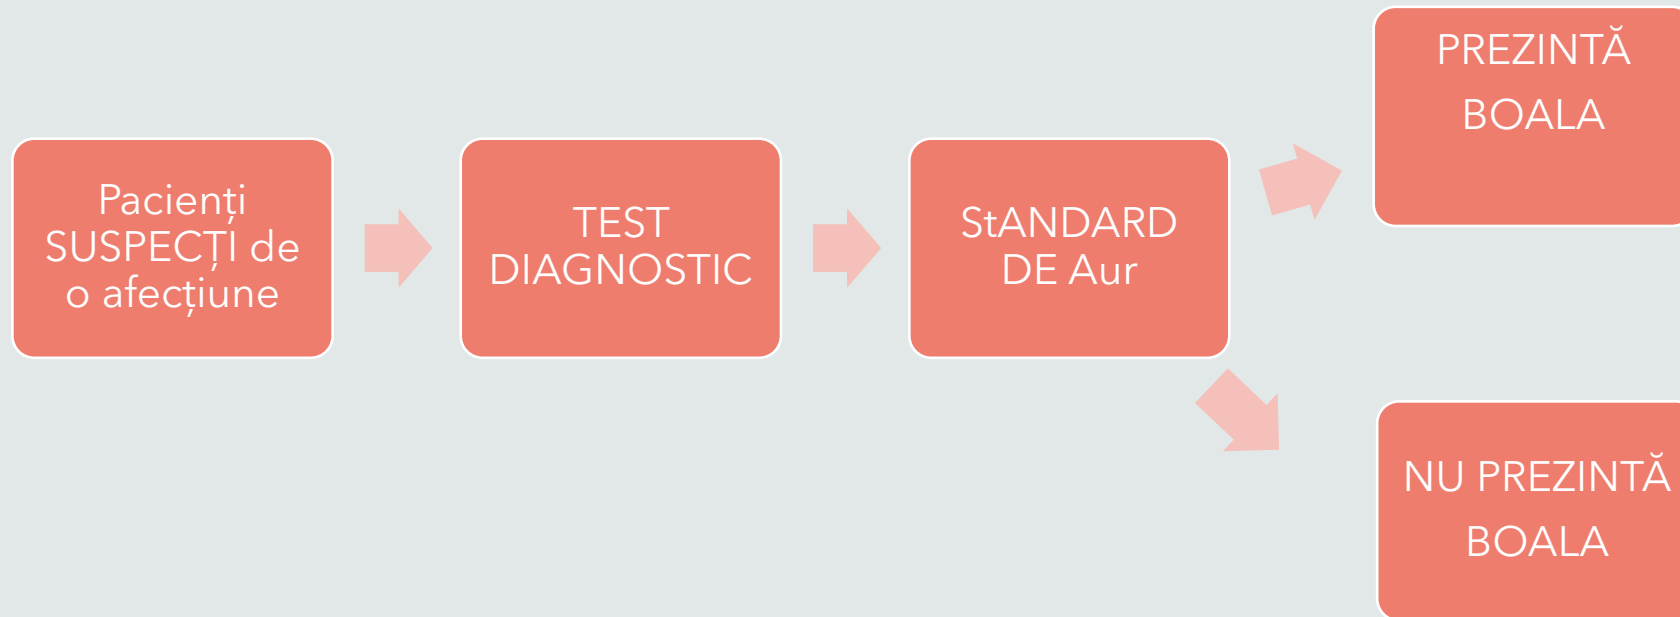 Pacienți
SUSPECȚI de
o afecțiune
TEST
DIAGNOSTIC
StANDARD
DE Aur
PREZINTĂ
BOALA
NU PREZINTĂ
BOALA